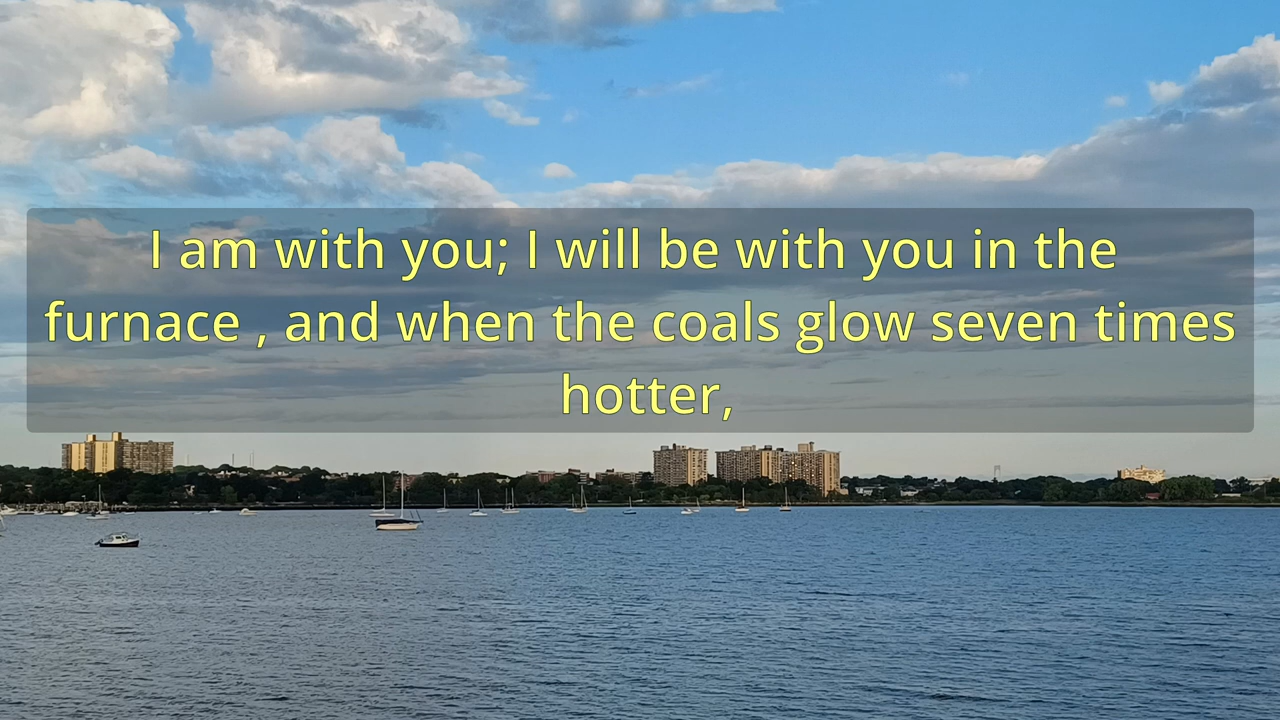 I am with you; I will be with you in the
furnace , and when the coals glow seven times
hotter,